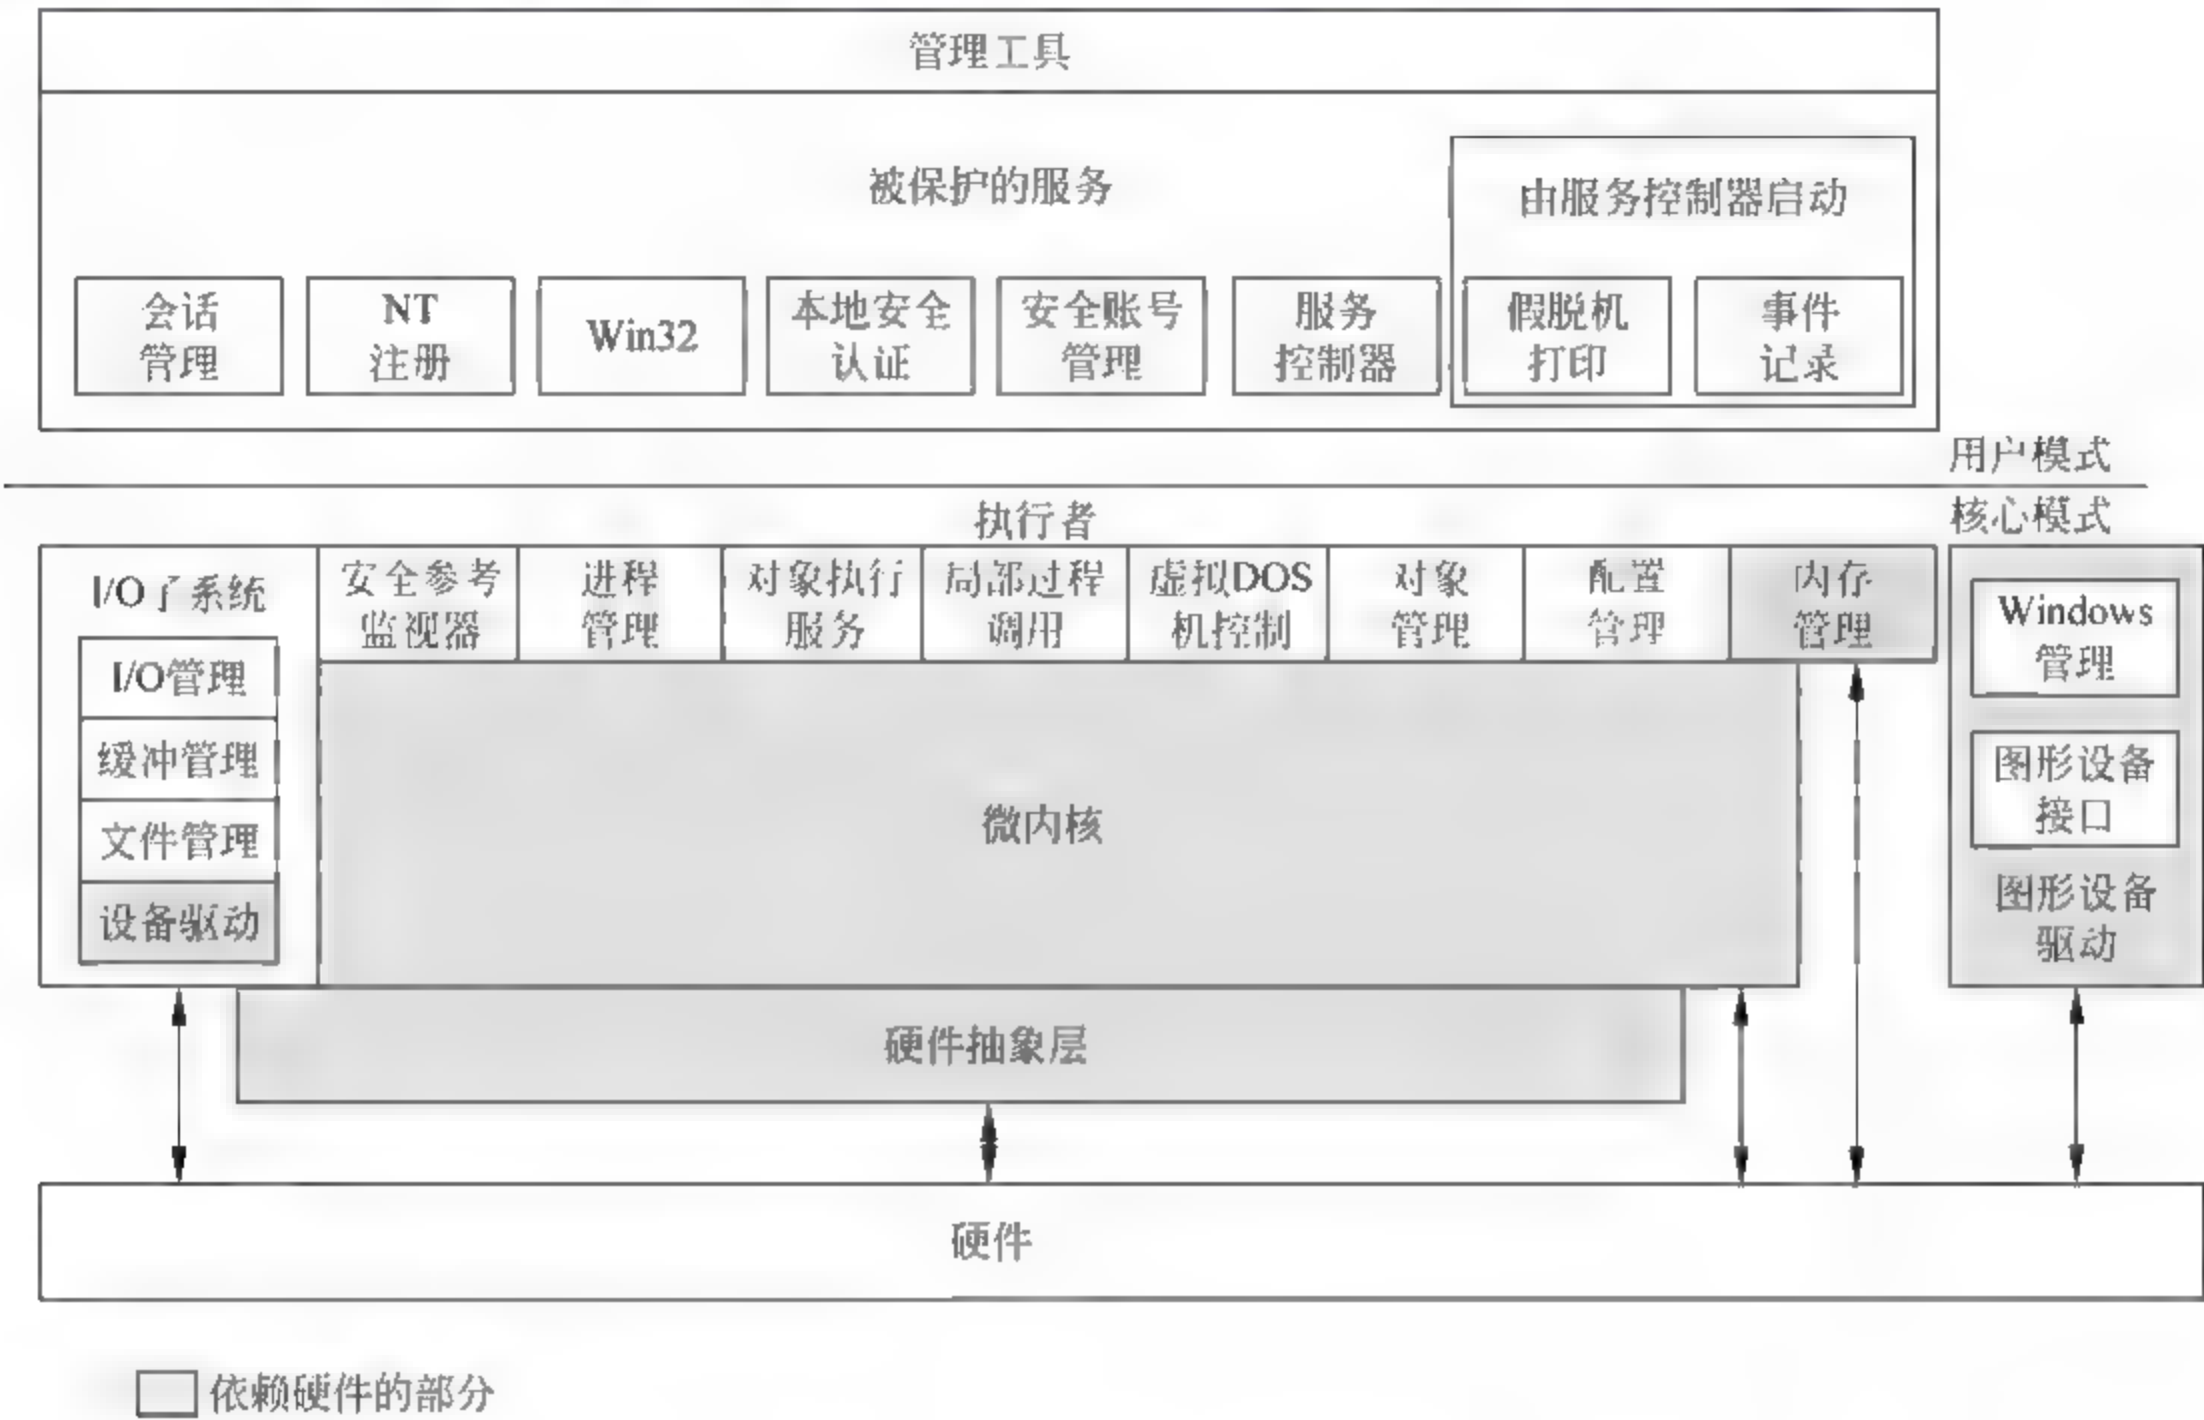 管理工具
被保护的服务
由服务控制器启动
会话
管理
NT
注册
Win32
本地安全
认证
安全账号
管理
服务
控制器
假脱机
打印
事件
记录
用户模式
执行者
核心模式
I/O子系统
I/O管理
缓冲管理
文件管理
设备驱动
安全参考
监视器
进程
管理
对象执行
服务
局部过程
调用
虚拟DOS
机控制
对象
管理
配置
管理
内存
管理
Windows
管理
图形设备
接口
图形设备
驱动
微内核
硬件抽象层
硬件
依赖硬件的部分